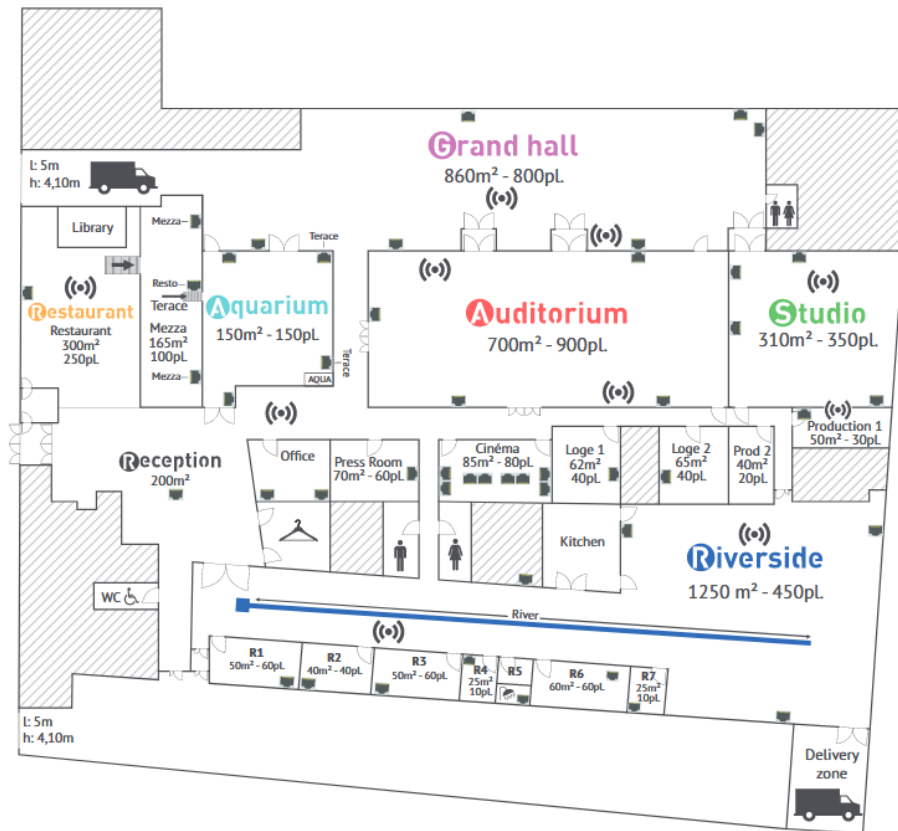 Grand hall
860m² - 800pl.
l: 5m
h: 4,10m
Library
Mezza
Terace
Resto
Restaurant
Restaurant
300m²
250pl.
Terace
Mezza
165m²
100pl.
Mezza
Aquarium
150m² - 150pl.
Terace
AQUA
Auditorium
700m² - 900pl.
Studio
310m² - 350pl.
Production 1
50m² - 30pl.
Reception
200m²
Office
Press Room
70m² - 60pl.
Cinéma
85m² - 80pl.
Loge 1
62m²
40pl.
Loge 2
65m²
40pl.
Prod 2
40m²
20pl.
Kitchen
Riverside
1250 m² - 450pl.
WC
River
R1
50m² - 60pl.
R2
40m² - 40pl.
R3
50m² - 60pl.
R4
25m²
10pl.
R5
R6
60m² - 60pl.
R7
25m²
10pl.
l: 5m
h: 4,10m
Delivery
zone